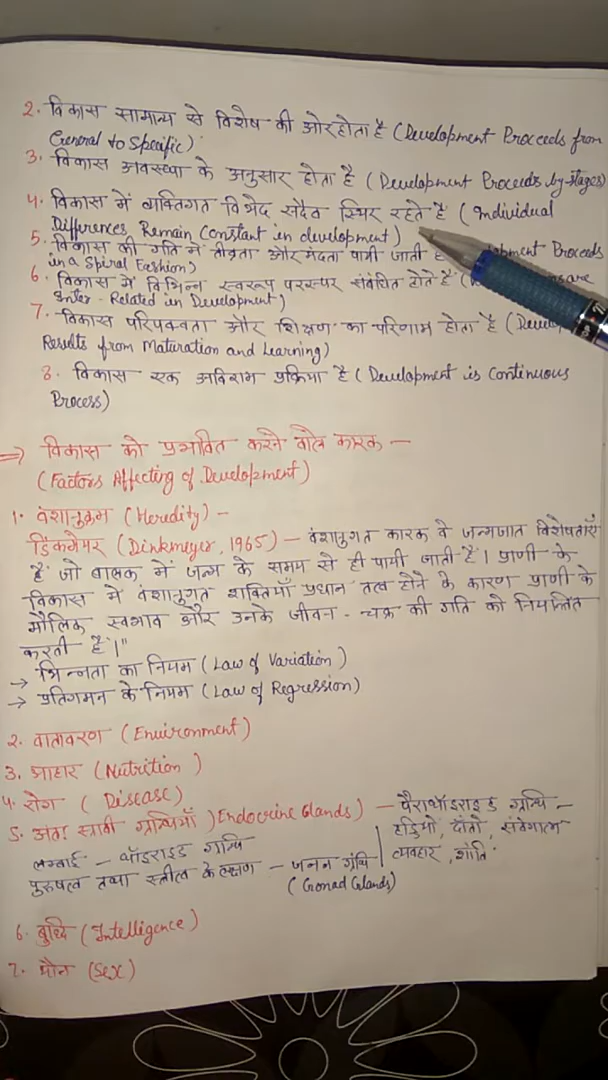 2. विकास सामान्य से विशेष की ओर होता है (Development Proceeds from
General to Specific).
3. विकास अवस्था के अनुसार होता है (Development Proceeds by stages)
4. विकास में व्यक्तिगत विभेद सदैव स्थिर रहते है (Individual
Differences Remain Constant in development)
5. विकास की गति में तीव्रता और मंदता पायी जाती है Proceeds
in a Spiral Fashion)
6. विकास में विभिन्न स्वरूप परस्पर संबंधित होते है ( are
Inter-Related in Development)
7. विकास परिपक्वता और शिक्षण का परिणाम होता है (
Results from Maturation and Learning)
8. विकास एक अविराम प्रक्रिया है (Development is Continuous
Process)
⇒ विकास को प्रभावित करने वाले कारक –
(Factors Affecting of Development)
1. वंशानुक्रम (Heredity) –
डिंकमेयर (Dinkmeyer, 1965) – वंशानुगत कारक वे जन्मजात विशेषताएँ
है जो बालक में जन्म के समय से ही पायी जाती है। प्राणी के
विकास में वंशानुगत शक्तियाँ प्रधान तत्व होने के कारण प्राणी के
मौलिक स्वभाव और उनके जीवन-चक्र की गति को नियन्त्रित
करती है।"
→ भिन्नता का नियम (Law of Variation)
→ प्रतिगमन के नियम (Law of Regression)
2. वातावरण (Environment)
3. आहार (Nutrition)
4. रोग (Disease)
5. अंतः स्रावी ग्रन्थियाँ )Endocrine Glands) – पैराथॉइराइड ग्रन्थि –
हड्डियों, दाँतो, संवेगात्म
लम्बाई – थॉइराइड ग्रन्थि
व्यवहार, शांति
पुरुषत्व तथा स्त्रीत्व के लक्षण – जनन ग्रंथि
(Gonad Glands)
6. बुध्दि (Intelligence)
7. यौन (Sex)